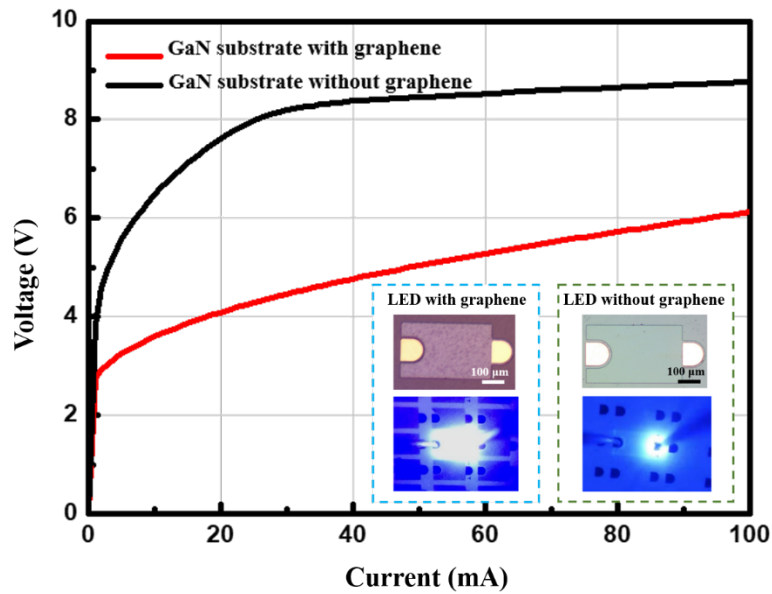 10
8
6
4
2
0
Voltage (V)
GaN substrate with graphene
GaN substrate without graphene
LED with graphene
100 μm
LED without graphene
100 μm
0 20 40 60 80 100
Current (mA)